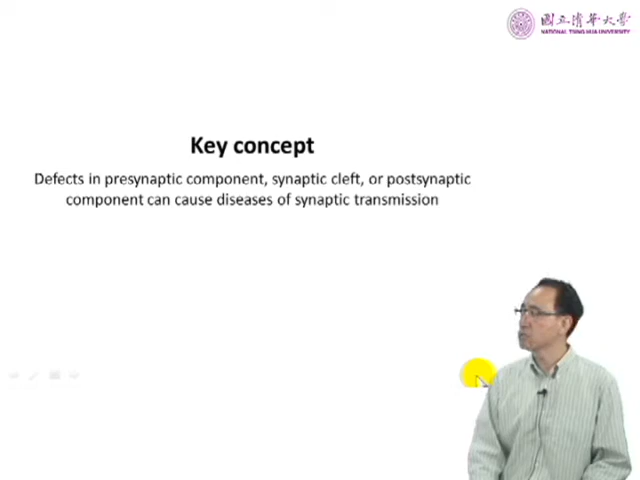 國立清華大學
NATIONAL TSING HUA UNIVERSITY
Key concept
Defects in presynaptic component, synaptic cleft, or postsynaptic
component can cause diseases of synaptic transmission